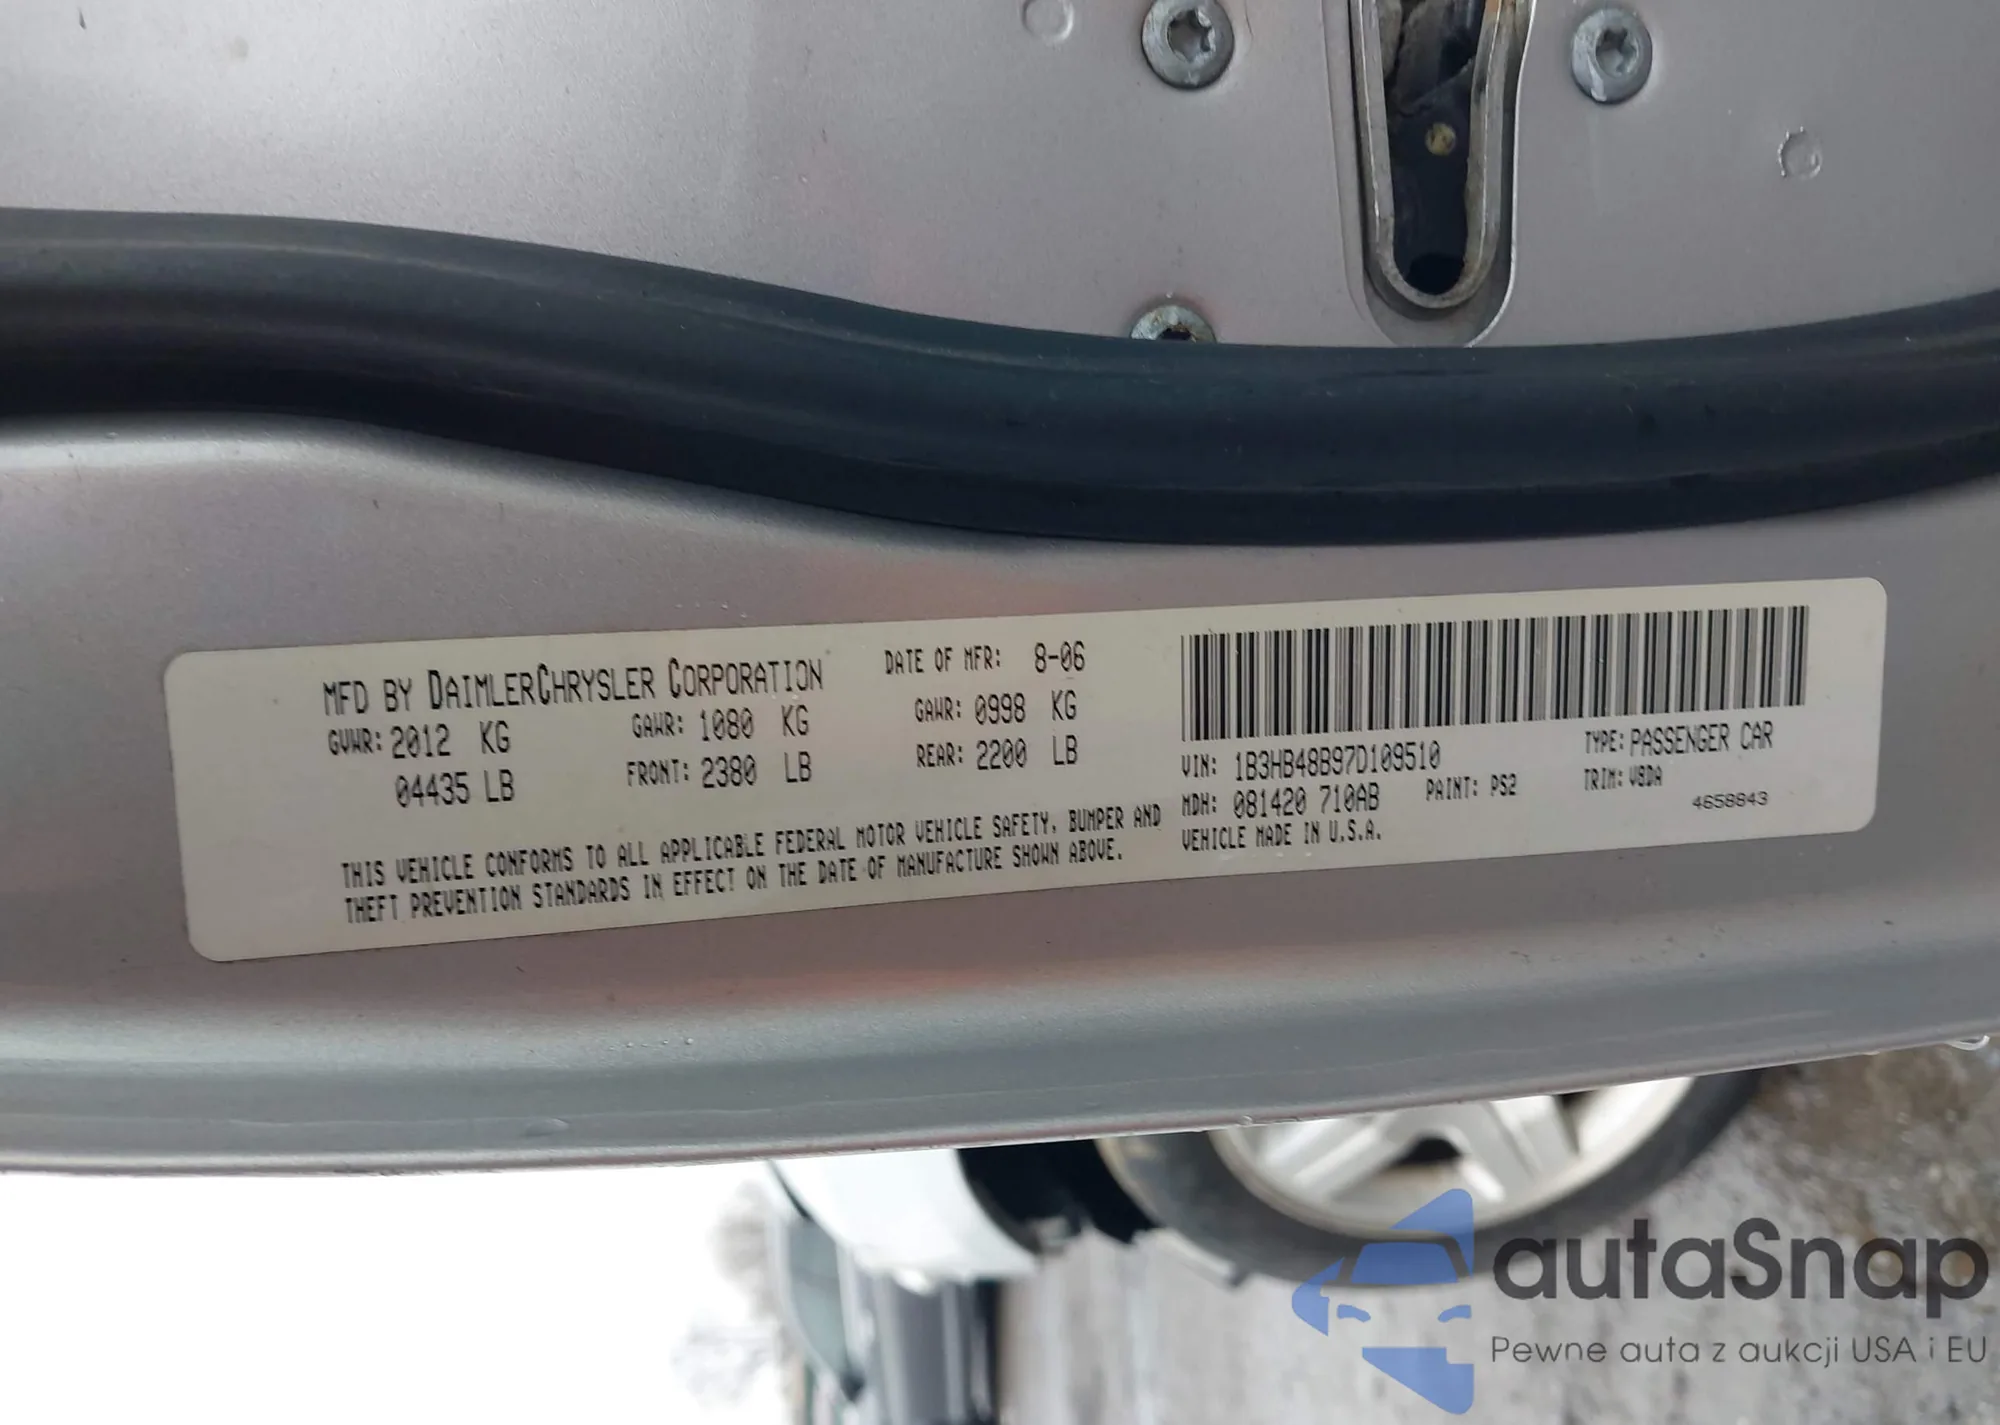 MFD BY DAIMLERCHRYSLER CORPORATION DATE OF MFR: 8-06
GVWR: 2012 KG GAWR: 1080 KG GAWR: 0998 KG
04435 LB FRONT: 2380 LB REAR: 2200 LB
THIS VEHICLE CONFORMS TO ALL APPLICABLE FEDERAL MOTOR VEHICLE SAFETY, BUMPER AND
THEFT PREVENTION STANDARDS IN EFFECT ON THE DATE OF MANUFACTURE SHOWN ABOVE.
VIN: 1B3HB48B97D109510 TYPE: PASSENGER CAR
MDH: 081420 710AB PAINT: PS2 TRIM: V8DA
VEHICLE MADE IN U.S.A. 4658843
autaSnap
Pewne auta z aukcji USA i EU